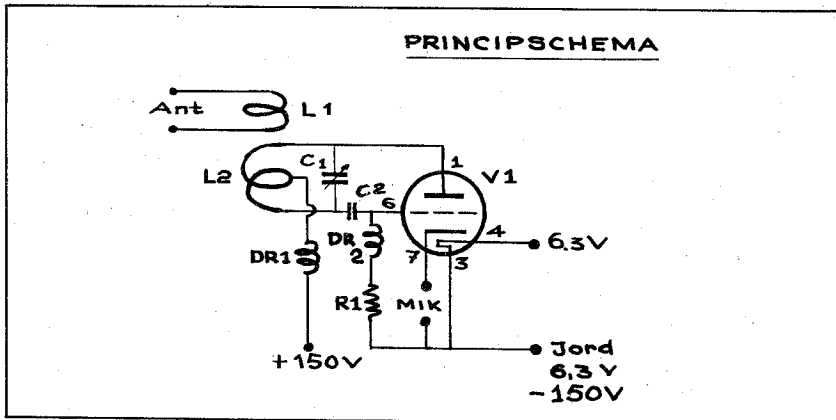 PRINCIPSCHEMA
Ant
L1
L2
C1
C2
1
V1
6
DR1
DR
2
7
3
4
6.3V
R1
MIK
+150V
Jord
6,3 V
-150V